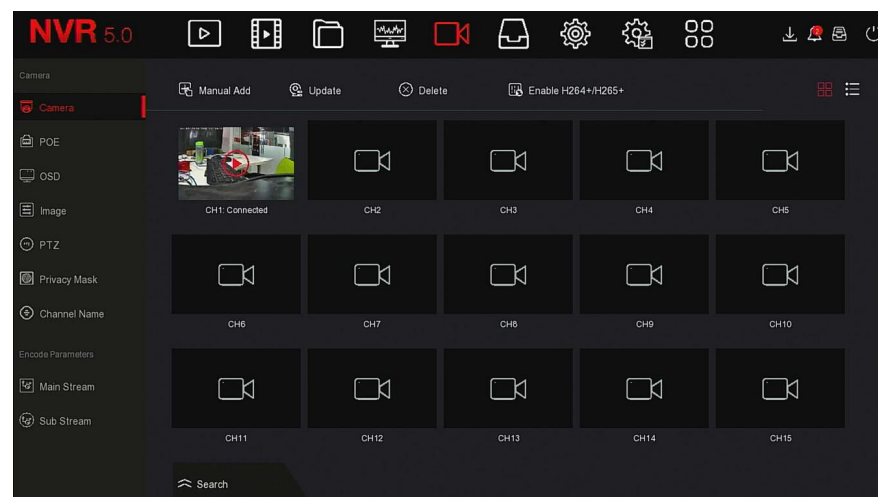 NVR 5.0
Camera
Camera
POE
OSD
Image
PTZ
Privacy Mask
Channel Name
Encode Parameters
Main Stream
Sub Stream
Manual Add
Update
Delete
Enable H264+/H265+
CH1: Connected
CH2
CH3
CH4
CH5
CH6
CH7
CH8
CH9
CH10
CH11
CH12
CH13
CH14
CH15
Search